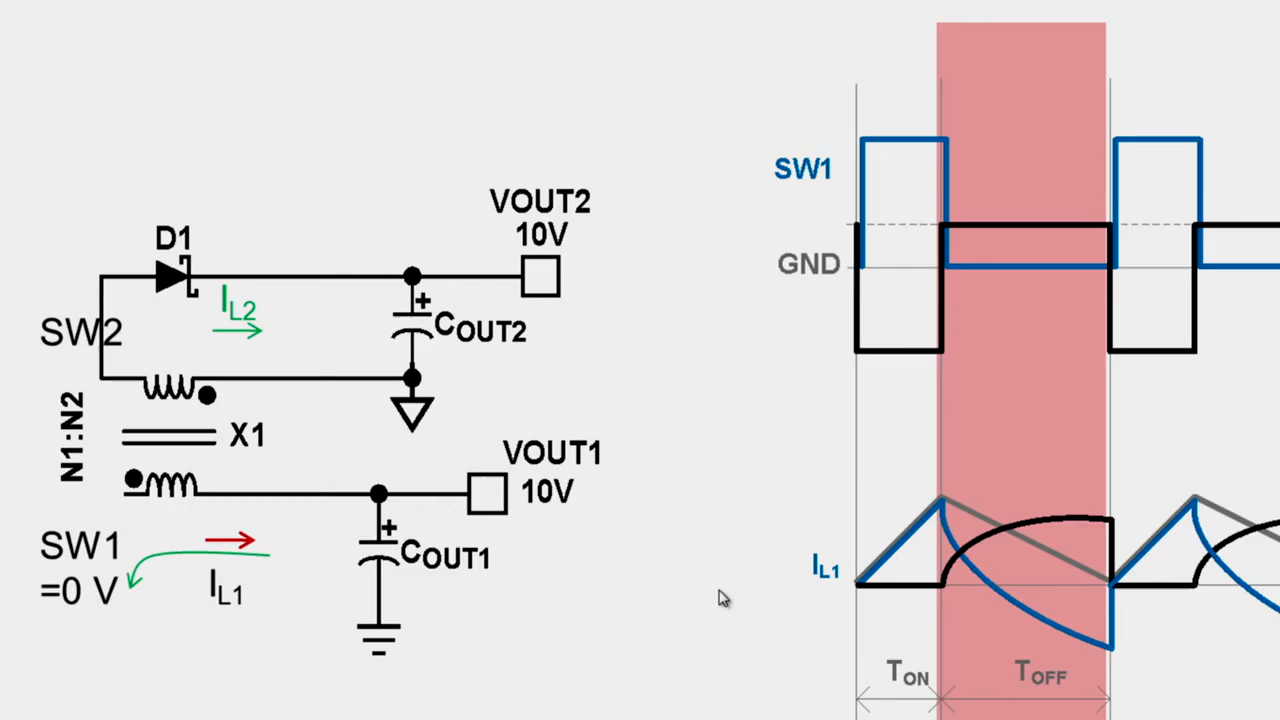 VOUT2
10V
D1
IL2
+
COUT2
SW2
N1:N2
X1
VOUT1
10V
+
COUT1
SW1
=0 V
IL1
SW1
GND
IL1
TON
TOFF